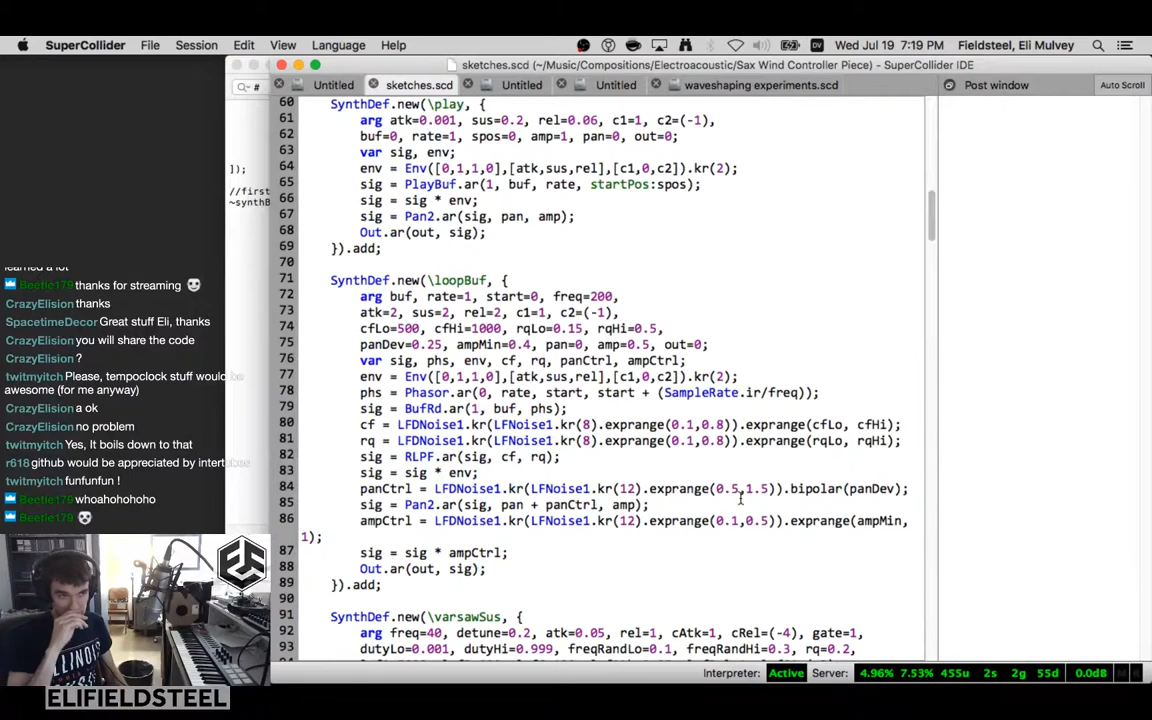 SuperCollider File Session Edit View Language Help
DV Wed Jul 19 7:19 PM Fieldsteel, Eli Mulvey
sketches.scd (~/Music/Compositions/Electroacoustic/Sax Wind Controller Piece) - SuperCollider IDE
#
Untitled sketches.scd Untitled Untitled waveshaping experiments.scd
Post window Auto Scroll
]);
//first
~synthB
60 SynthDef.new(\play, {
61 arg atk=0.001, sus=0.2, rel=0.06, c1=1, c2=(-1),
62 buf=0, rate=1, spos=0, amp=1, pan=0, out=0;
63 var sig, env;
64 env = Env([0,1,1,0],[atk,sus,rel],[c1,0,c2]).kr(2);
65 sig = PlayBuf.ar(1, buf, rate, startPos:spos);
66 sig = sig * env;
67 sig = Pan2.ar(sig, pan, amp);
68 Out.ar(out, sig);
69 }).add;
70
71 SynthDef.new(\loopBuf, {
72 arg buf, rate=1, start=0, freq=200,
73 atk=2, sus=2, rel=2, c1=1, c2=(-1),
74 cfLo=500, cfHi=1000, rqLo=0.15, rqHi=0.5,
75 panDev=0.25, ampMin=0.4, pan=0, amp=0.5, out=0;
76 var sig, phs, env, cf, rq, panCtrl, ampCtrl;
77 env = Env([0,1,1,0],[atk,sus,rel],[c1,0,c2]).kr(2);
78 phs = Phasor.ar(0, rate, start, start + (SampleRate.ir/freq));
79 sig = BufRd.ar(1, buf, phs);
80 cf = LFDNoise1.kr(LFNoise1.kr(8).exprange(0.1,0.8)).exprange(cfLo, cfHi);
81 rq = LFDNoise1.kr(LFNoise1.kr(8).exprange(0.1,0.8)).exprange(rqLo, rqHi);
82 sig = RLPF.ar(sig, cf, rq);
83 sig = sig * env;
84 panCtrl = LFDNoise1.kr(LFNoise1.kr(12).exprange(0.5,1.5)).bipolar(panDev);
85 sig = Pan2.ar(sig, pan + panCtrl, amp);
86 ampCtrl = LFDNoise1.kr(LFNoise1.kr(12).exprange(0.1,0.5)).exprange(ampMin,
1);
87 sig = sig * ampCtrl;
88 Out.ar(out, sig);
89 }).add;
90
91 SynthDef.new(\varsawSus, {
92 arg freq=40, detune=0.2, atk=0.05, rel=1, cAtk=1, cRel=(-4), gate=1,
93 dutyLo=0.001, dutyHi=0.999, freqRandLo=0.1, freqRandHi=0.3, rq=0.2,
learned a lot
Beetle179 thanks for streaming
CrazyElision thanks
SpacetimeDecor Great stuff Eli, thanks
CrazyElision you will share the code
CrazyElision ?
twitmyitch Please, tempoclock stuff would be
awesome (for me anyway)
CrazyElision a ok
CrazyElision no problem
twitmyitch Yes, It boils down to that
r618 github would be appreciated by intertubes
twitmyitch funfunfun !
Beetle179 whoahohohoho
Beetle179
ILLINOIS
EFS
ELIFIELDSTEEL
Interpreter: Active Server: 4.96% 7.53% 455u 2s 2g 55d 0.0dB